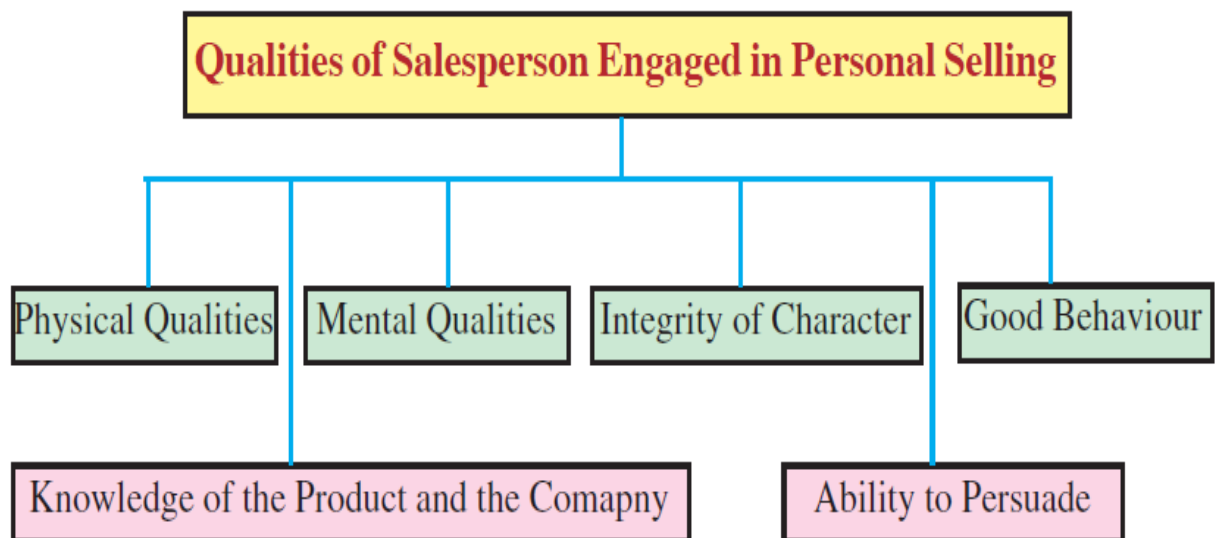 Qualities of Salesperson Engaged in Personal Selling
Physical Qualities
Mental Qualities
Integrity of Character
Good Behaviour
Knowledge of the Product and the Comapny
Ability to Persuade